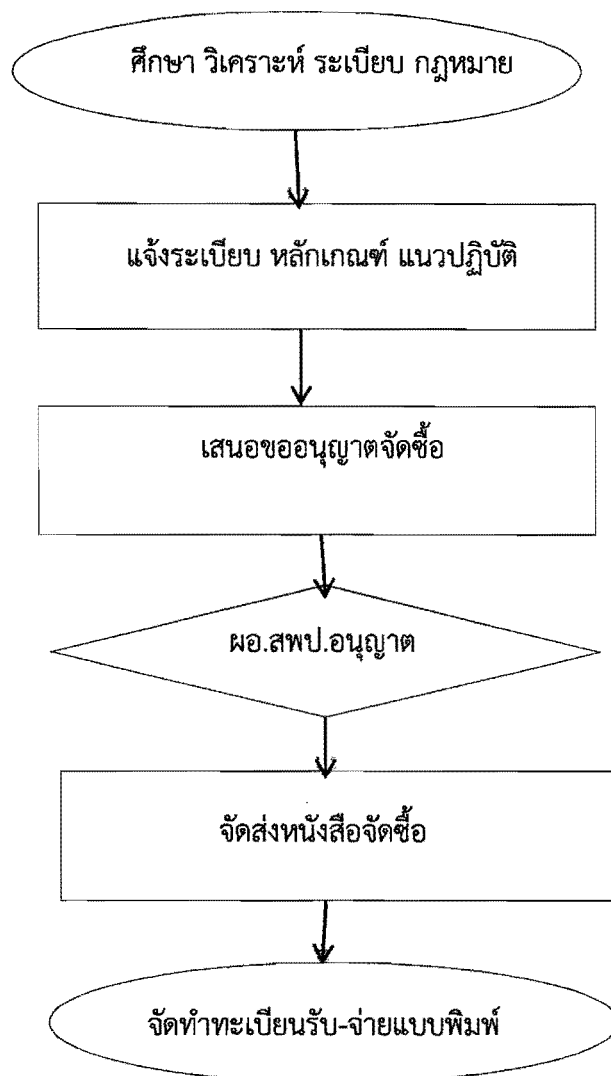 ศึกษา วิเคราะห์ ระเบียบ กฎหมาย
แจ้งระเบียบ หลักเกณฑ์ แนวปฏิบัติ
เสนอขออนุญาตจัดซื้อ
ผอ.สพป.อนุญาต
จัดส่งหนังสือจัดซื้อ
จัดทำทะเบียนรับ-จ่ายแบบพิมพ์